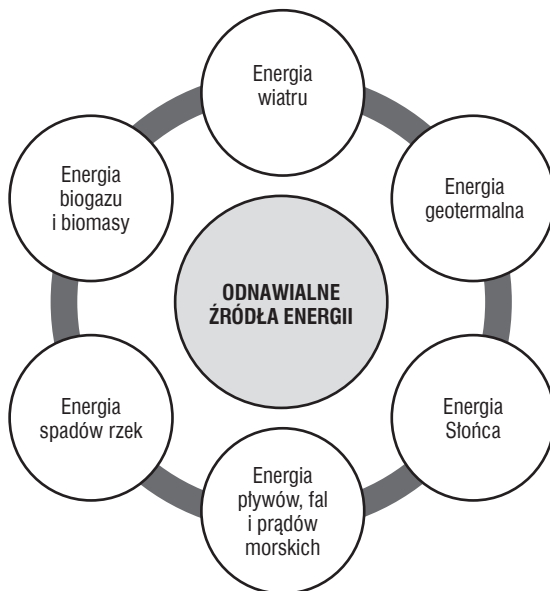 Energia
wiatru
Energia
geotermalna
Energia
Słońca
Energia
pływów, fal
i prądów
morskich
Energia
spadów rzek
Energia
biogazu
i biomasy
ODNAWIALNE
ŹRÓDŁA ENERGII